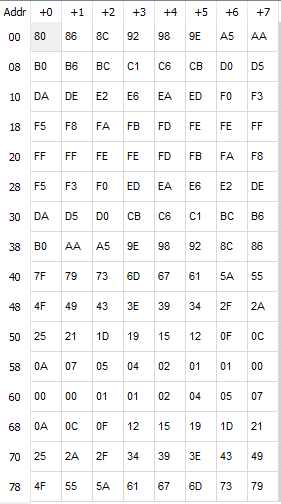 Addr +0 +1 +2 +3 +4 +5 +6 +7
00 80 86 8C 92 98 9E A5 AA
08 B0 B6 BC C1 C6 CB D0 D5
10 DA DE E2 E6 EA ED F0 F3
18 F5 F8 FA FB FD FE FE FF
20 FF FF FE FE FD FB FA F8
28 F5 F3 F0 ED EA E6 E2 DE
30 DA D5 D0 CB C6 C1 BC B6
38 B0 AA A5 9E 98 92 8C 86
40 7F 79 73 6D 67 61 5A 55
48 4F 49 43 3E 39 34 2F 2A
50 25 21 1D 19 15 12 0F 0C
58 0A 07 05 04 02 01 01 00
60 00 00 01 01 02 04 05 07
68 0A 0C 0F 12 15 19 1D 21
70 25 2A 2F 34 39 3E 43 49
78 4F 55 5A 61 67 6D 73 79